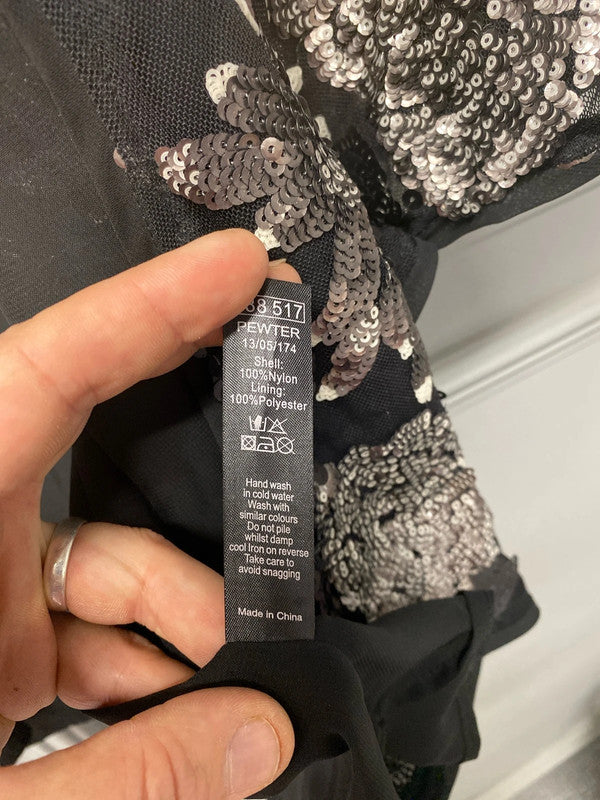 88 517
PEWTER
13/05/174
Shell:
100%Nylon
Lining:
100%Polyester
Hand wash
in cold water
Wash with
similar colours
Do not pile
whilst damp
cool Iron on reverse
Take care to
avoid snagging
Made in China